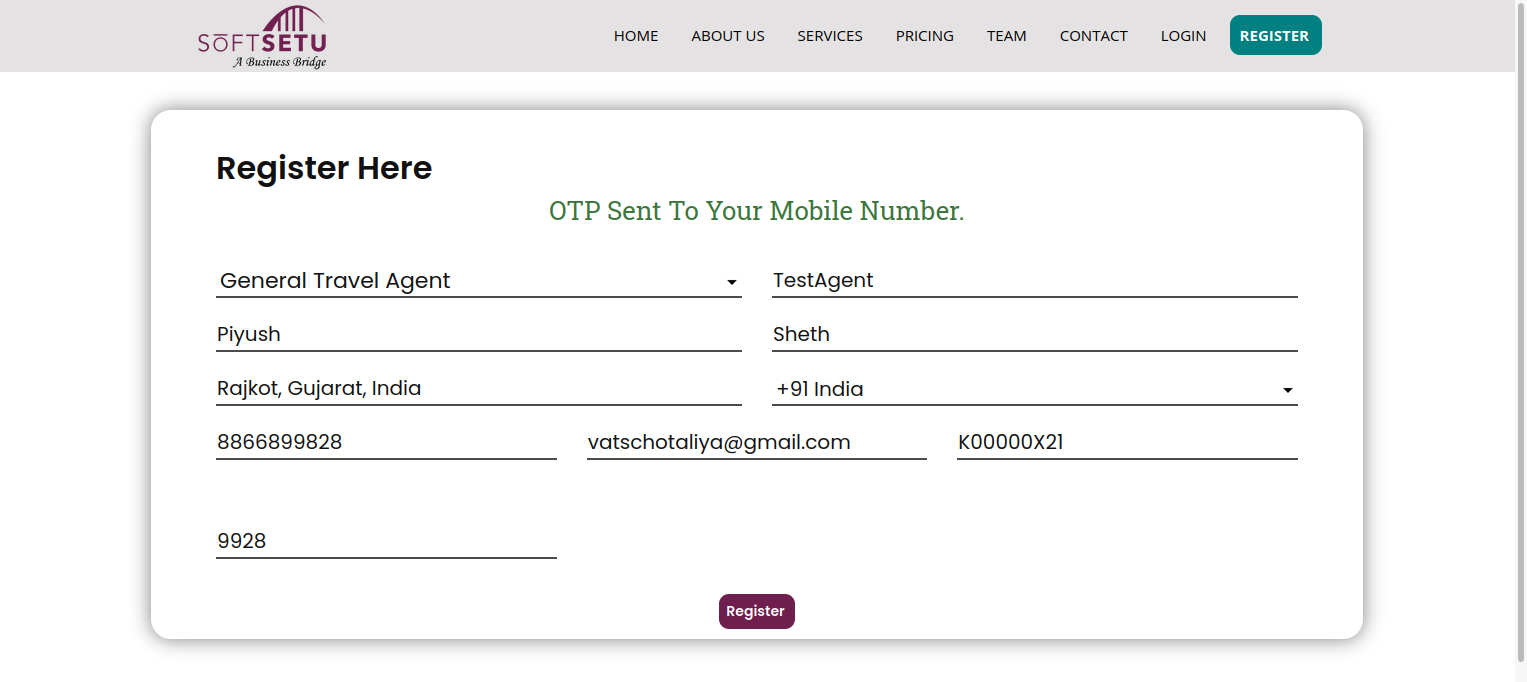 SŌFTSETU
A Business Bridge
HOME ABOUT US SERVICES PRICING TEAM CONTACT LOGIN REGISTER
Register Here
OTP Sent To Your Mobile Number.
General Travel Agent TestAgent
Piyush Sheth
Rajkot, Gujarat, India +91 India
8866899828 vatschotaliya@gmail.com K00000X21
9928
Register